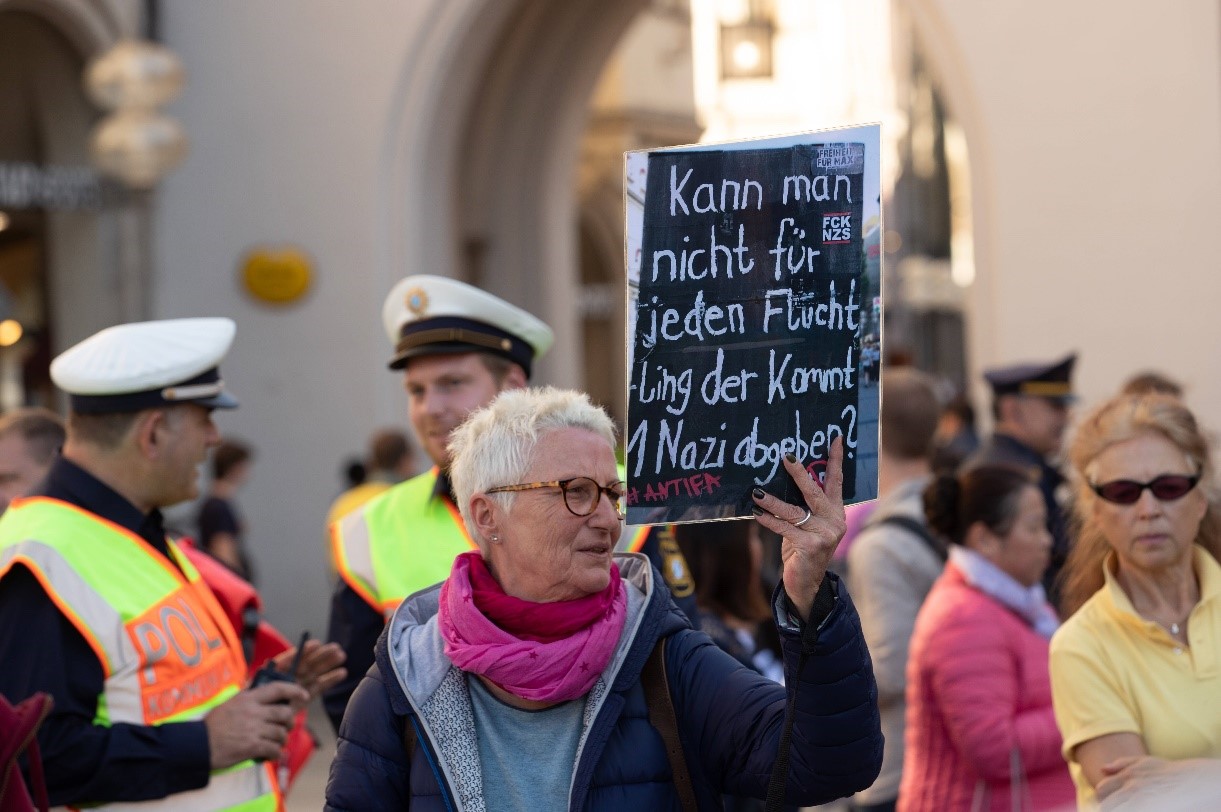 FREIHEIT
FÜR MAX
Kann man
FCK
NZS
nicht für
jeden Flücht
-ling der Kommt
1 Nazi abgeben?
#ANTIFA
POL